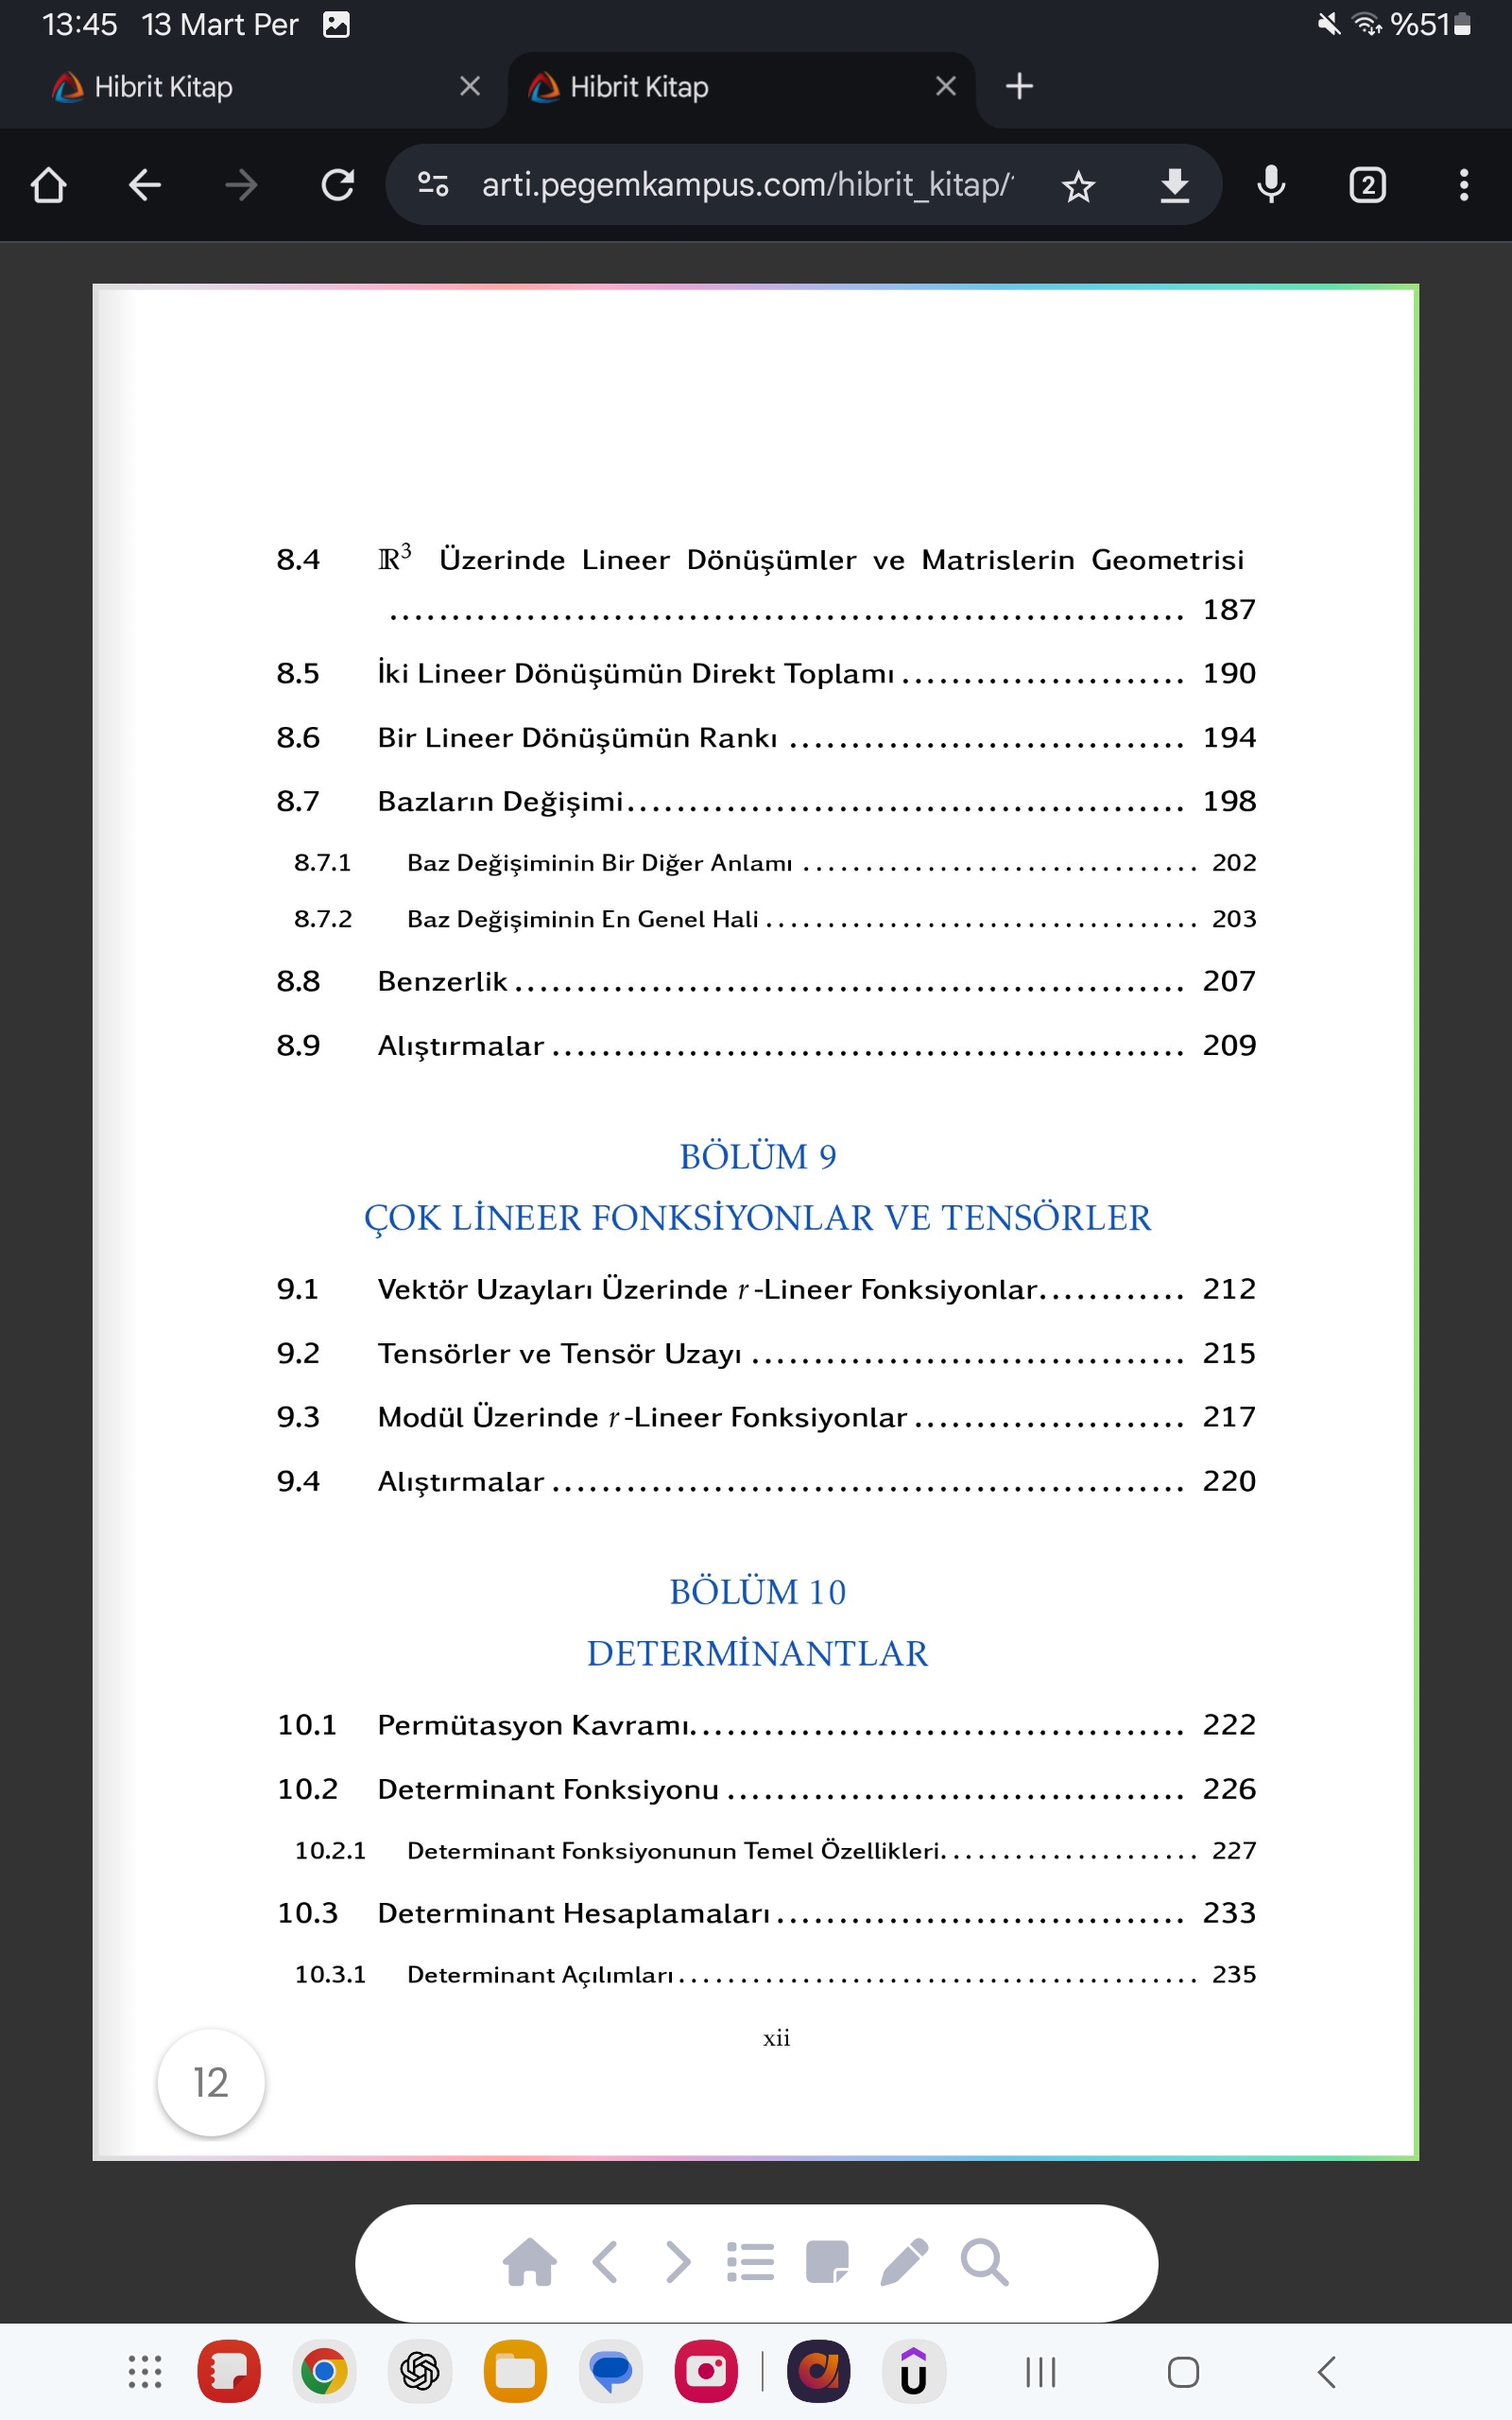 13:45 13 Mart Per %51
Hibrit Kitap Hibrit Kitap
arti.pegemkampus.com/hibrit_kitap/ 2
8.4 ℝ³ Üzerinde Lineer Dönüşümler ve Matrislerin Geometrisi
................................................................ 187
8.5 İki Lineer Dönüşümün Direkt Toplamı ....................... 190
8.6 Bir Lineer Dönüşümün Rankı ................................ 194
8.7 Bazların Değişimi............................................. 198
8.7.1 Baz Değişiminin Bir Diğer Anlamı ................................ 202
8.7.2 Baz Değişiminin En Genel Hali ................................... 203
8.8 Benzerlik ...................................................... 207
8.9 Alıştırmalar ................................................... 209
BÖLÜM 9
ÇOK LİNEER FONKSİYONLAR VE TENSÖRLER
9.1 Vektör Uzayları Üzerinde r-Lineer Fonksiyonlar............ 212
9.2 Tensörler ve Tensör Uzayı ................................... 215
9.3 Modül Üzerinde r-Lineer Fonksiyonlar ...................... 217
9.4 Alıştırmalar ................................................... 220
BÖLÜM 10
DETERMİNANTLAR
10.1 Permütasyon Kavramı........................................ 222
10.2 Determinant Fonksiyonu ..................................... 226
10.2.1 Determinant Fonksiyonunun Temel Özellikleri..................... 227
10.3 Determinant Hesaplamaları ................................. 233
10.3.1 Determinant Açılımları .......................................... 235
xii
12